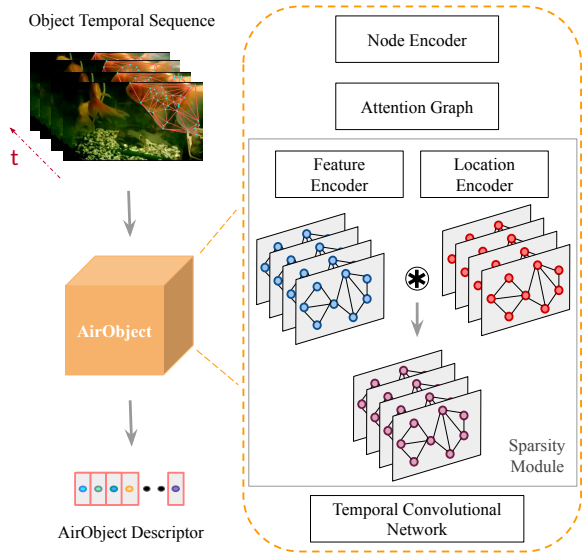 Object Temporal Sequence
t
AirObject
AirObject Descriptor
Node Encoder
Attention Graph
Feature
Encoder
Location
Encoder
Sparsity
Module
Temporal Convolutional
Network